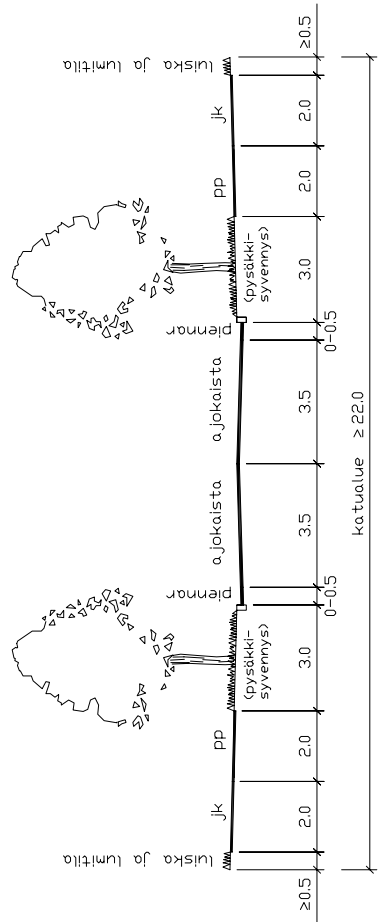 luiska ja lumitila
jk
pp
(pysäkki-
syvennys)
piennar
ajokaista
ajokaista
piennar
(pysäkki-
syvennys)
pp
jk
luiska ja lumitila
≥0.5
2.0
2.0
3.0
0-0.5
3.5
3.5
0-0.5
3.0
2.0
2.0
≥0.5
katualue ≥ 22.0